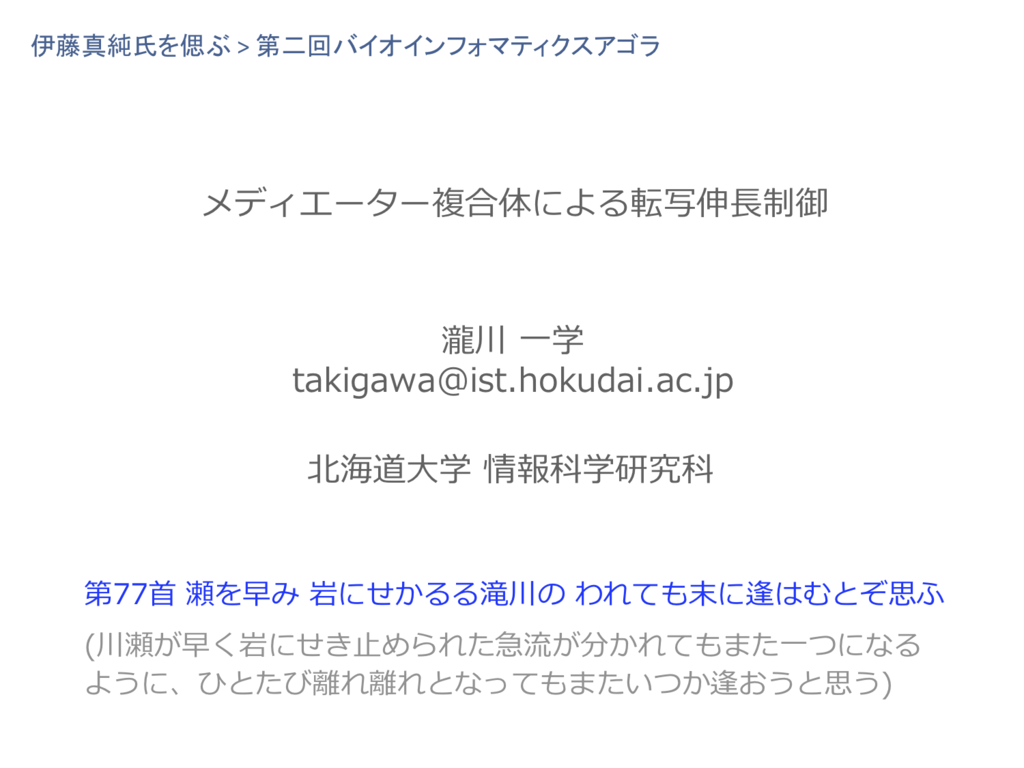 伊藤真純氏を偲ぶ > 第二回バイオインフォマティクスアゴラ
メディエーター複合体による転写伸長制御
瀧川 一学
takigawa@ist.hokudai.ac.jp
北海道大学 情報科学研究科
第77首 瀬を早み 岩にせかるる滝川の われても末に逢はむとぞ思ふ
(川瀬が早く岩にせき止められた急流が分かれてもまた一つになる
ように、ひとたび離れ離れとなってもまたいつか逢おうと思う)